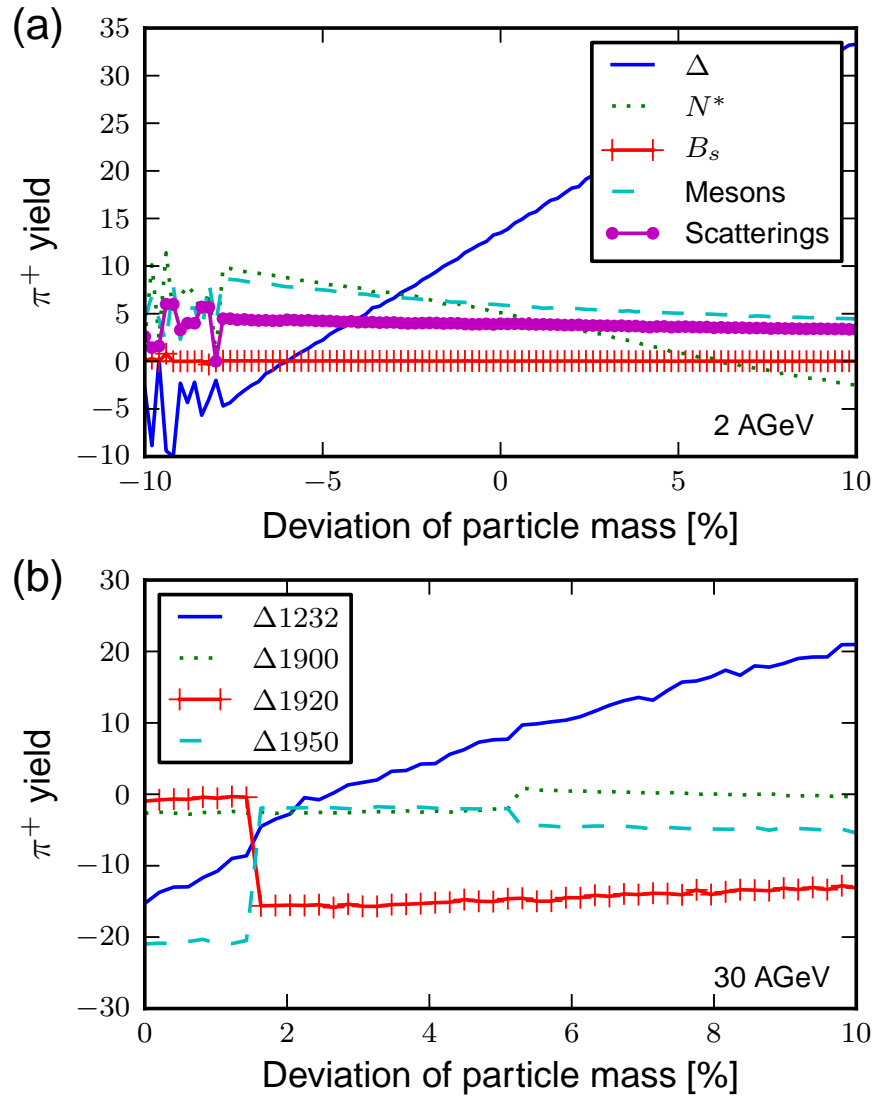 (a)
35
30
25
20
15
10
5
0
−5
−10
π⁺ yield
Δ
N*
B_s
Mesons
Scatterings
2 AGeV
−10 −5 0 5 10
Deviation of particle mass [%]
(b)
30
20
10
0
−10
−20
−30
π⁺ yield
Δ1232
Δ1900
Δ1920
Δ1950
30 AGeV
0 2 4 6 8 10
Deviation of particle mass [%]